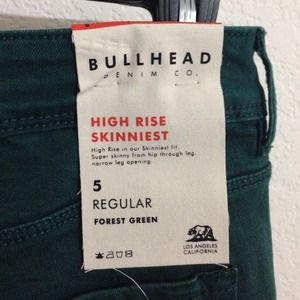 BULLHEAD
DENIM CO.
HIGH RISE
SKINNIEST
High Rise in our Skinniest fit.
Super skinny from hip through leg,
narrow leg opening.
5
REGULAR
FOREST GREEN
LOS ANGELES
CALIFORNIA